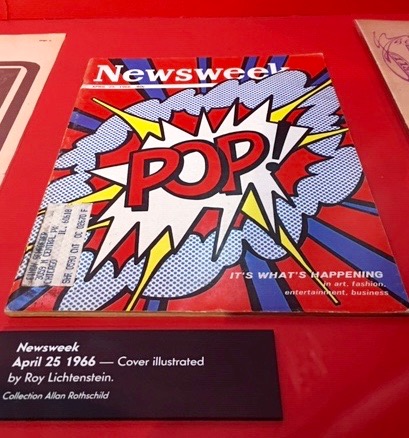 Newsweek
POP!
IT'S WHAT'S HAPPENING
in art, fashion,
entertainment, business
Newsweek
April 25 1966 — Cover illustrated
by Roy Lichtenstein.
Collection Allan Rothschild